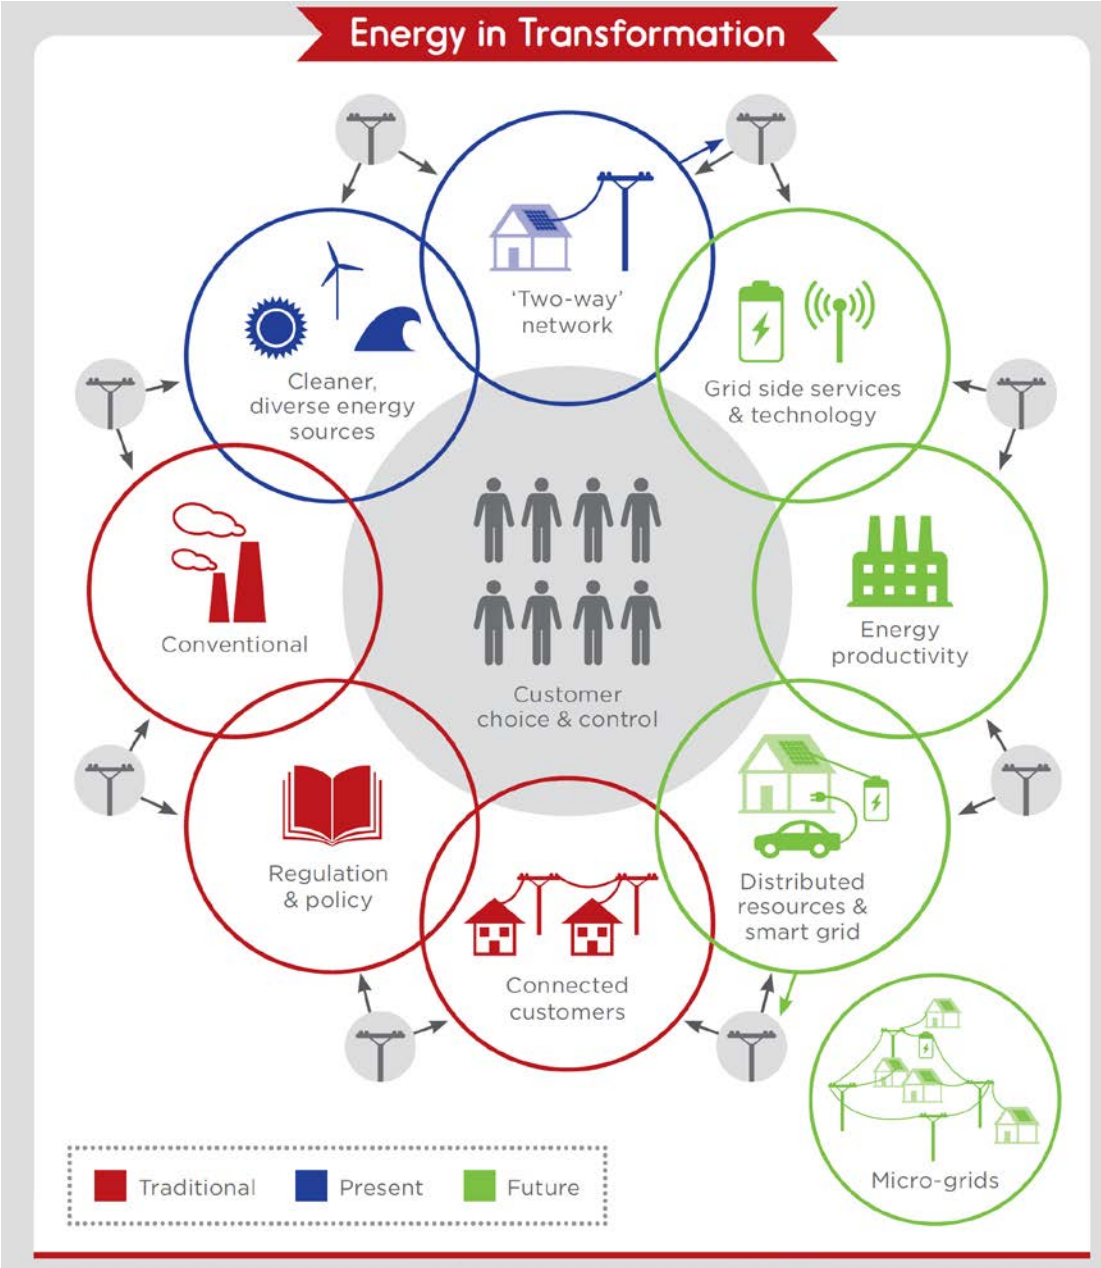 Energy in Transformation
‘Two-way’
network
Cleaner,
diverse energy
sources
Grid side services
& technology
Conventional
Energy
productivity
Customer
choice & control
Regulation
& policy
Distributed
resources &
smart grid
Connected
customers
Micro-grids
Traditional
Present
Future